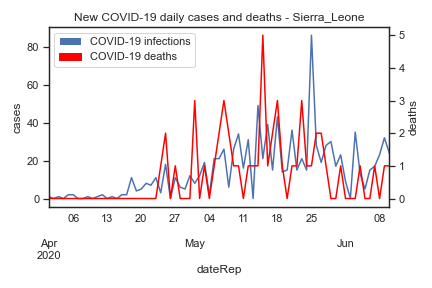 New COVID-19 daily cases and deaths - Sierra_Leone
COVID-19 infections
COVID-19 deaths
cases
deaths
80
60
40
20
0
5
4
3
2
1
0
06 13 20 27 04 11 18 25 08
Apr May Jun
2020
dateRep